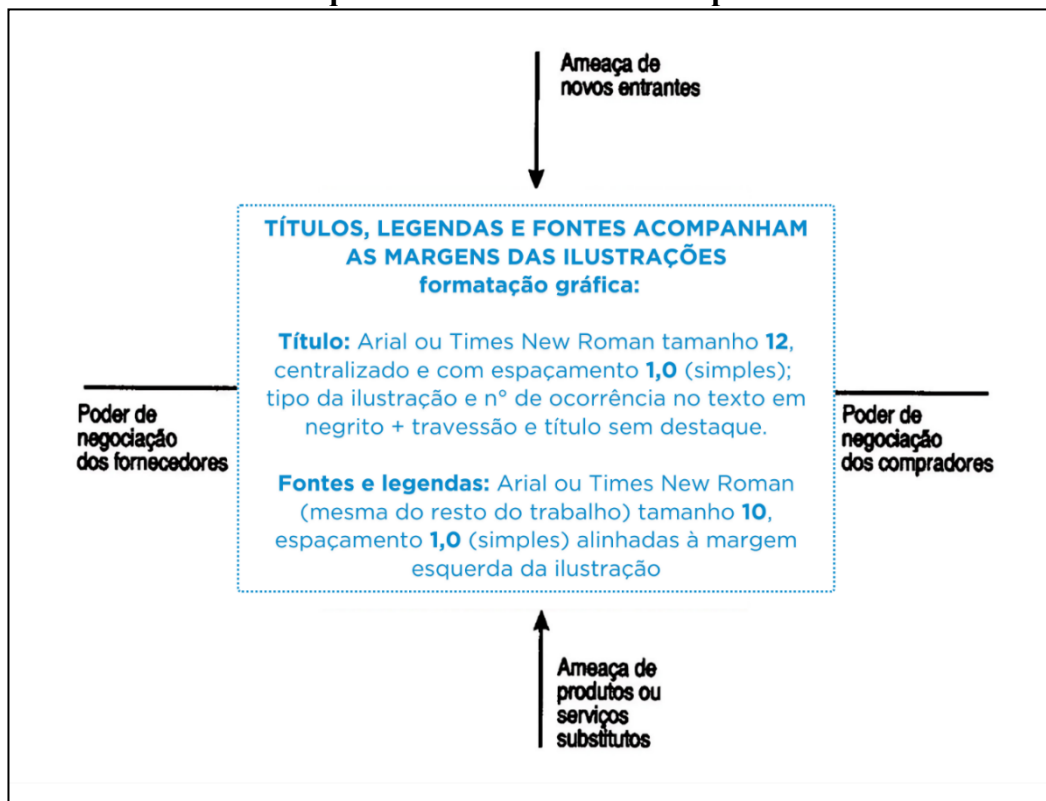 Ameaça de
novos entrantes
TÍTULOS, LEGENDAS E FONTES ACOMPANHAM
AS MARGENS DAS ILUSTRAÇÕES
formatação gráfica:
Título: Arial ou Times New Roman tamanho 12,
centralizado e com espaçamento 1,0 (simples);
tipo da ilustração e n° de ocorrência no texto em
negrito + travessão e título sem destaque.
Fontes e legendas: Arial ou Times New Roman
(mesma do resto do trabalho) tamanho 10,
espaçamento 1,0 (simples) alinhadas à margem
esquerda da ilustração
Poder de
negociação
dos fornecedores
Poder de
negociação
dos compradores
Ameaça de
produtos ou
serviços
substitutos